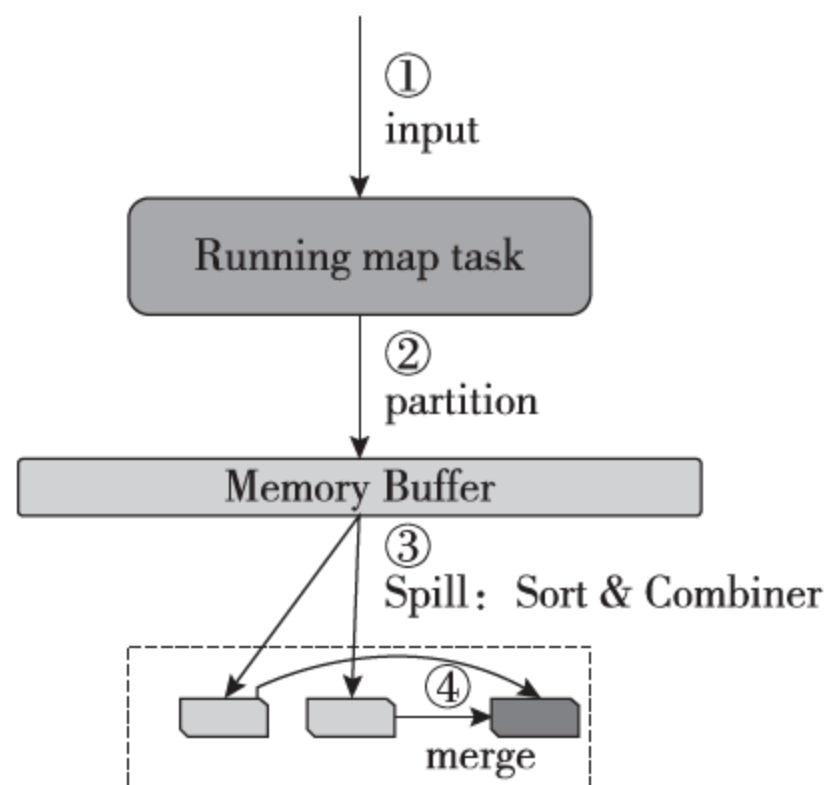 ①
input
Running map task
②
partition
Memory Buffer
③
Spill： Sort & Combiner
④
merge